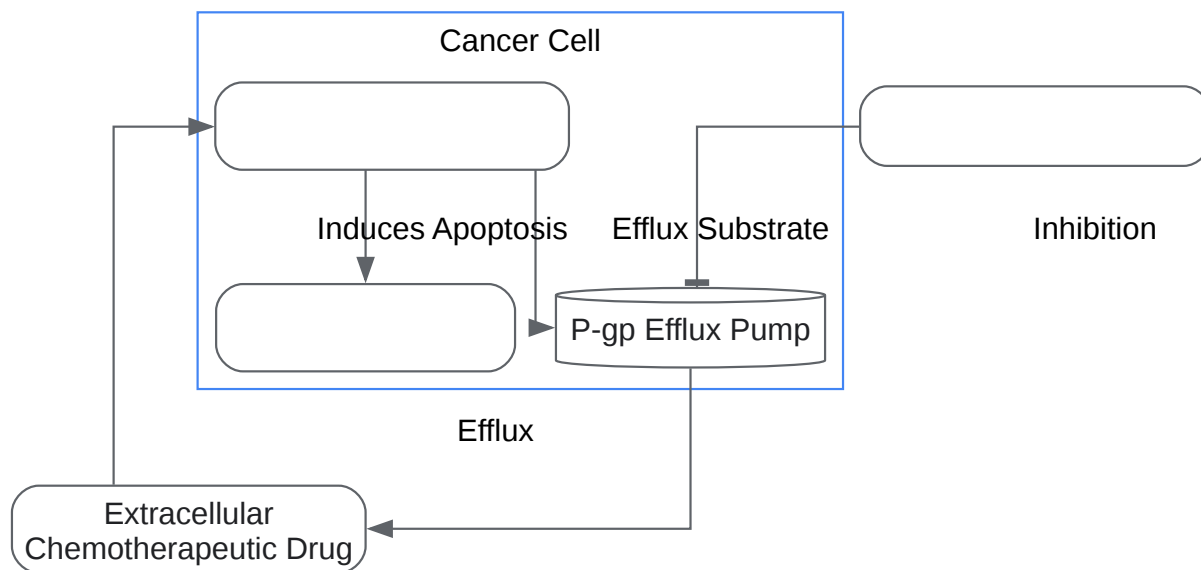 Cancer Cell
Induces Apoptosis
Efflux Substrate
Inhibition
P-gp Efflux Pump
Efflux
Extracellular
Chemotherapeutic Drug